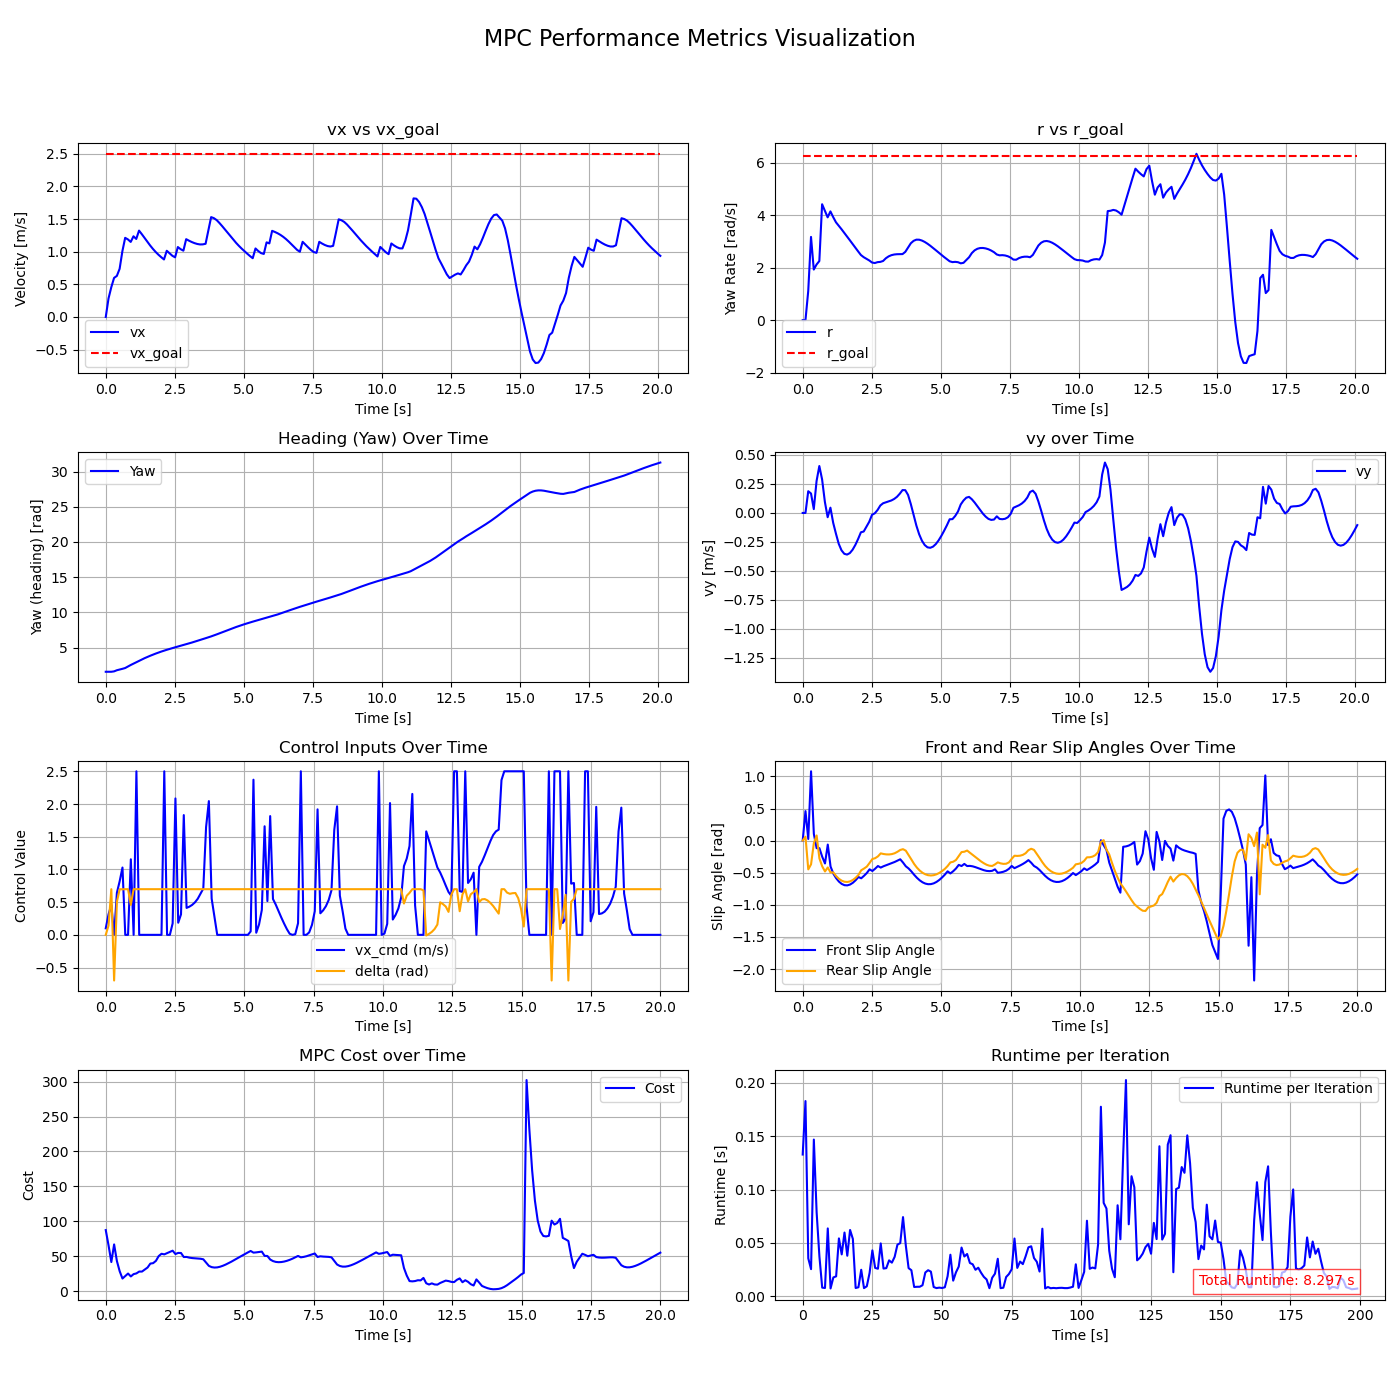 MPC Performance Metrics Visualization
vx vs vx_goal
Velocity [m/s]
2.5
2.0
1.5
1.0
0.5
0.0
−0.5
vx
vx_goal
0.0 2.5 5.0 7.5 10.0 12.5 15.0 17.5 20.0
Time [s]
r vs r_goal
Yaw Rate [rad/s]
6
4
2
0
−2
r
r_goal
0.0 2.5 5.0 7.5 10.0 12.5 15.0 17.5 20.0
Time [s]
Heading (Yaw) Over Time
Yaw (heading) [rad]
30
25
20
15
10
5
Yaw
0.0 2.5 5.0 7.5 10.0 12.5 15.0 17.5 20.0
Time [s]
vy over Time
vy [m/s]
0.50
0.25
0.00
−0.25
−0.50
−0.75
−1.00
−1.25
vy
0.0 2.5 5.0 7.5 10.0 12.5 15.0 17.5 20.0
Time [s]
Control Inputs Over Time
Control Value
2.5
2.0
1.5
1.0
0.5
0.0
−0.5
vx_cmd (m/s)
delta (rad)
0.0 2.5 5.0 7.5 10.0 12.5 15.0 17.5 20.0
Time [s]
Front and Rear Slip Angles Over Time
Slip Angle [rad]
1.0
0.5
0.0
−0.5
−1.0
−1.5
−2.0
Front Slip Angle
Rear Slip Angle
0.0 2.5 5.0 7.5 10.0 12.5 15.0 17.5 20.0
Time [s]
MPC Cost over Time
Cost
300
250
200
150
100
50
0
Cost
0.0 2.5 5.0 7.5 10.0 12.5 15.0 17.5 20.0
Time [s]
Runtime per Iteration
Runtime [s]
0.20
0.15
0.10
0.05
0.00
Runtime per Iteration
Total Runtime: 8.297 s
0 25 50 75 100 125 150 175 200
Time [s]